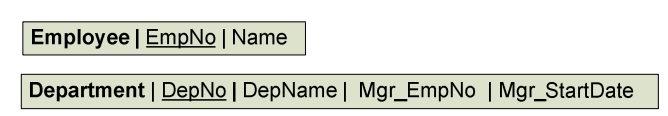 Employee | EmpNo | Name
Department | DepNo | DepName | Mgr_EmpNo | Mgr_StartDate